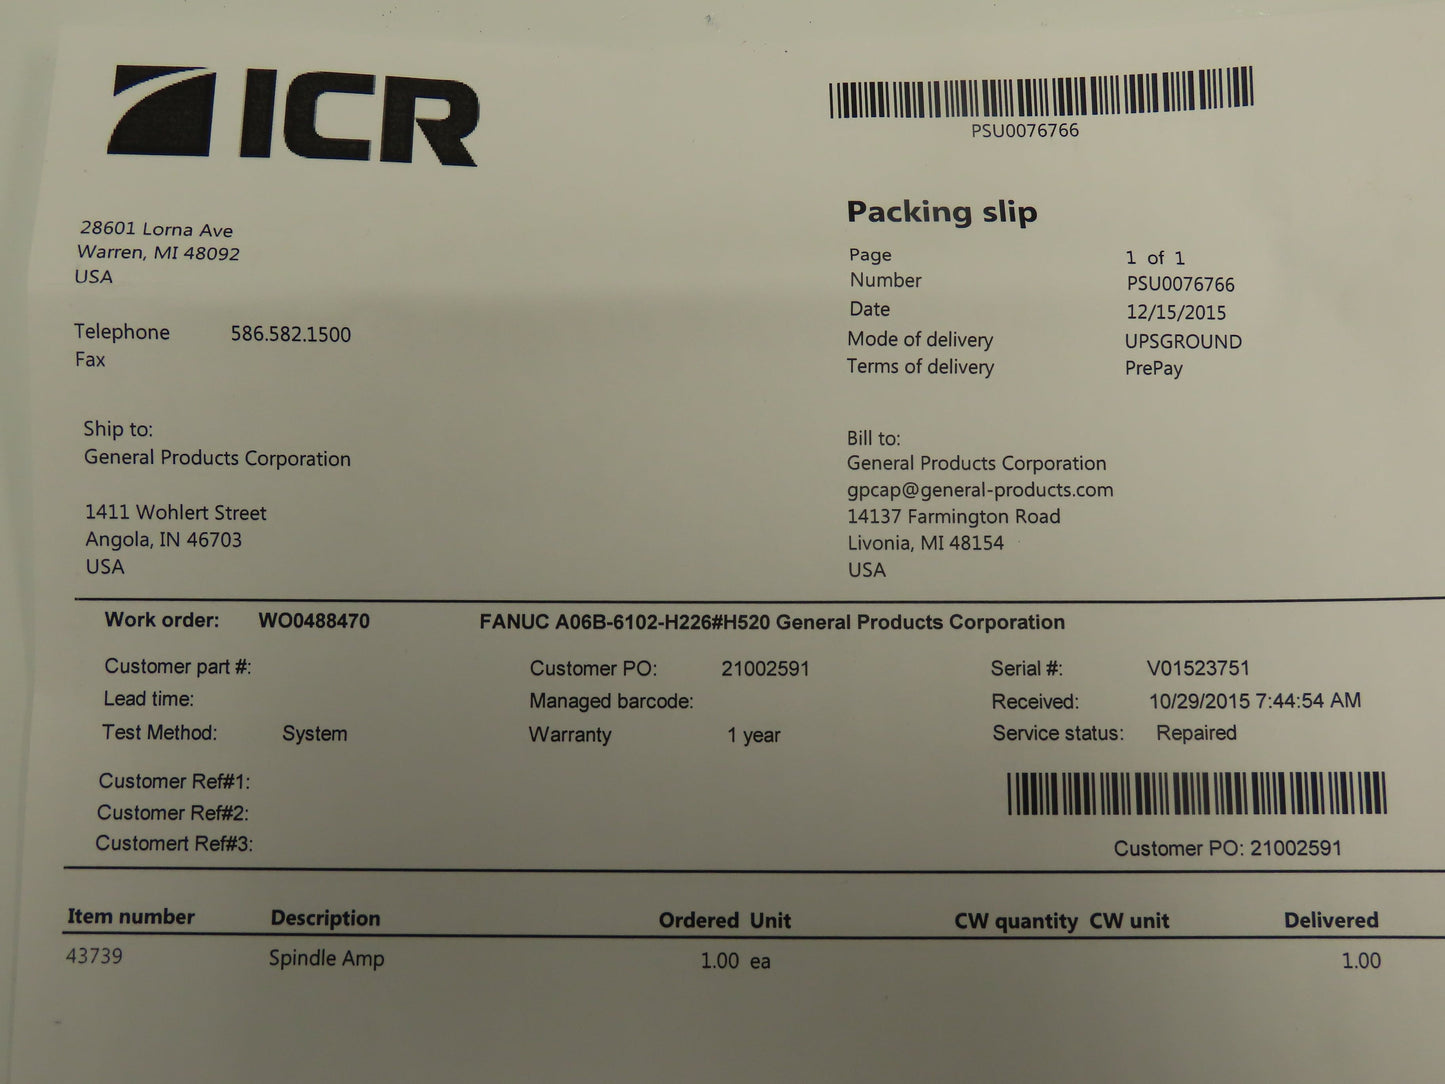 ICR
PSU0076766
28601 Lorna Ave
Warren, MI 48092
USA
Telephone 586.582.1500
Fax
Packing slip
Page 1 of 1
Number PSU0076766
Date 12/15/2015
Mode of delivery UPSGROUND
Terms of delivery PrePay
Ship to:
General Products Corporation
1411 Wohlert Street
Angola, IN 46703
USA
Bill to:
General Products Corporation
gpcap@general-products.com
14137 Farmington Road
Livonia, MI 48154
USA
Work order: WO0488470 FANUC A06B-6102-H226#H520 General Products Corporation
Customer part #: Customer PO: 21002591 Serial #: V01523751
Lead time: Managed barcode: Received: 10/29/2015 7:44:54 AM
Test Method: System Warranty 1 year Service status: Repaired
Customer Ref#1:
Customer Ref#2:
Customert Ref#3:
Customer PO: 21002591
Item number Description Ordered Unit CW quantity CW unit Delivered
43739 Spindle Amp 1.00 ea 1.00